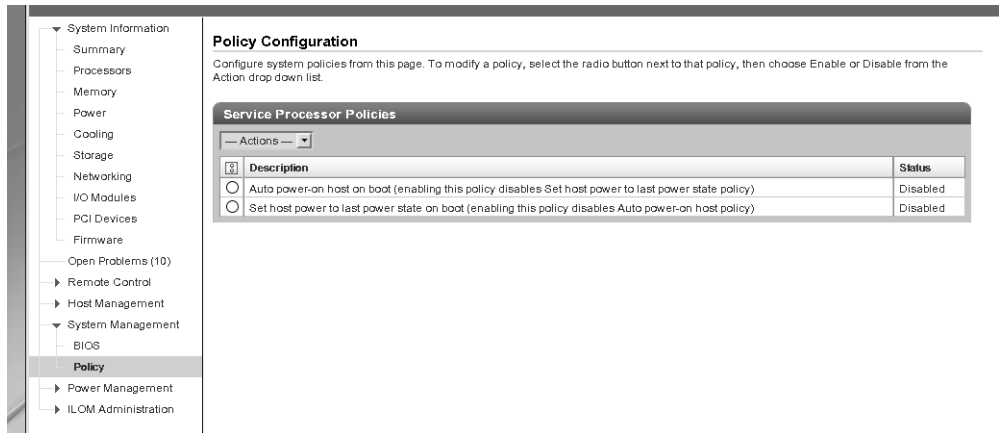 System Information
Summary
Processors
Memory
Power
Cooling
Storage
Networking
I/O Modules
PCI Devices
Firmware
Open Problems (10)
Remote Control
Host Management
System Management
BIOS
Policy
Power Management
ILOM Administration
Policy Configuration
Configure system policies from this page. To modify a policy, select the radio button next to that policy, then choose Enable or Disable from the
Action drop down list.
Service Processor Policies
— Actions —
Description Status
Auto power-on host on boot (enabling this policy disables Set host power to last power state policy) Disabled
Set host power to last power state on boot (enabling this policy disables Auto power-on host policy) Disabled